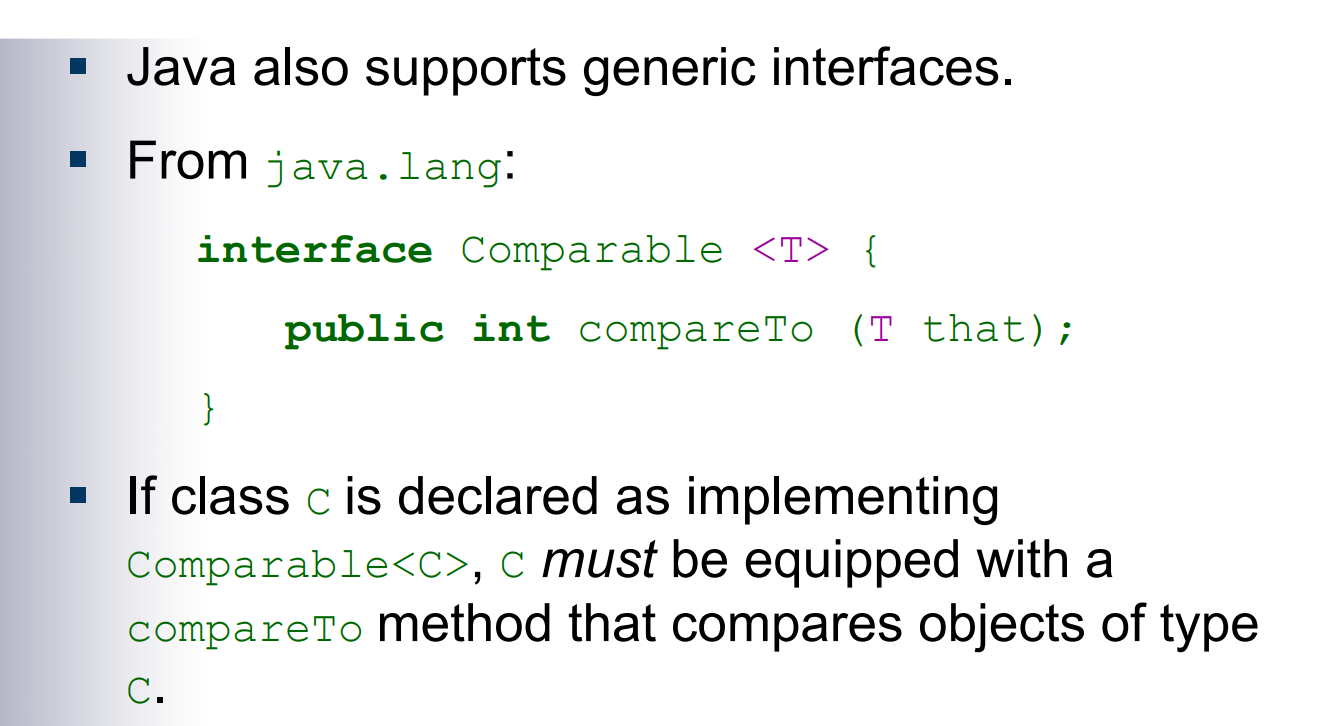 ▪ Java also supports generic interfaces.
▪ From java.lang:
interface Comparable <T> {
public int compareTo (T that);
}
▪ If class C is declared as implementing
Comparable<C>, C must be equipped with a
compareTo method that compares objects of type
C.